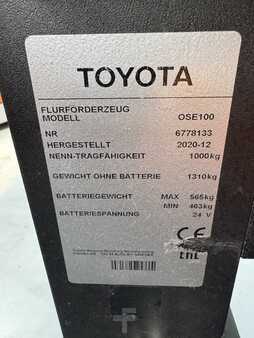 TOYOTA
FLURFÖRDERZEUG
MODELL OSE100
NR 6778133
HERGESTELLT 2020-12
NENN-TRAGFÄHIGKEIT 1000kg
GEWICHT OHNE BATTERIE 1310kg
BATTERIEGEWICHT MAX 565kg
MIN 463kg
BATTERIESPANNUNG 24 V
CE
EAC